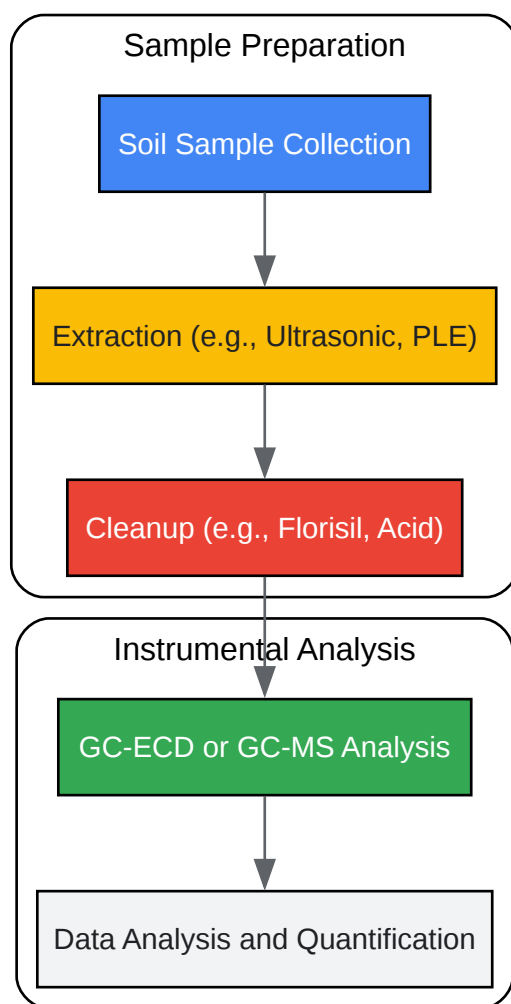 Sample Preparation
Soil Sample Collection
Extraction (e.g., Ultrasonic, PLE)
Cleanup (e.g., Florisil, Acid)
Instrumental Analysis
GC-ECD or GC-MS Analysis
Data Analysis and Quantification